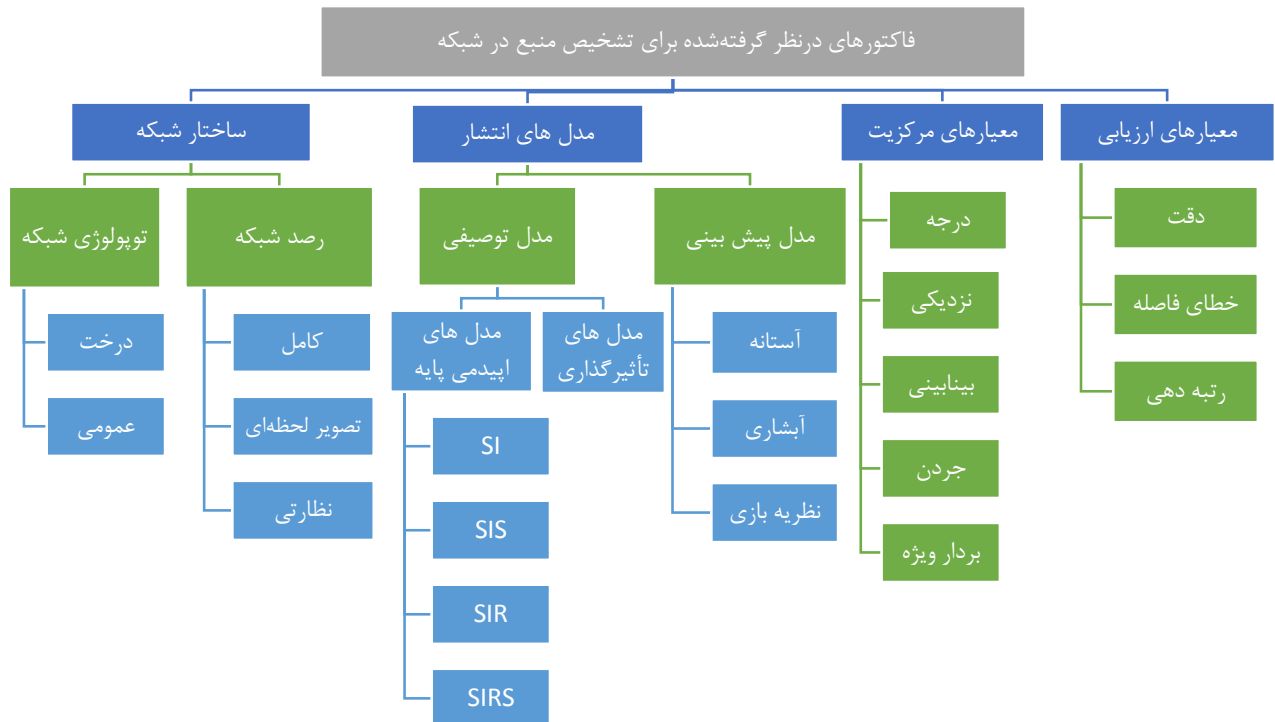 فاکتورهای درنظر گرفته‌شده برای تشخیص منبع در شبکه
معیارهای ارزیابی
معیارهای مرکزیت
مدل های انتشار
ساختار شبکه
دقت
خطای فاصله
رتبه دهی
درجه
نزدیکی
بینابینی
جردن
بردار ویژه
مدل پیش بینی
مدل توصیفی
آستانه
آبشاری
نظریه بازی
مدل های
تأثیرگذاری
مدل های
اپیدمی پایه
SI
SIS
SIR
SIRS
رصد شبکه
توپولوژی شبکه
کامل
تصویر لحظه‌ای
نظارتی
درخت
عمومی